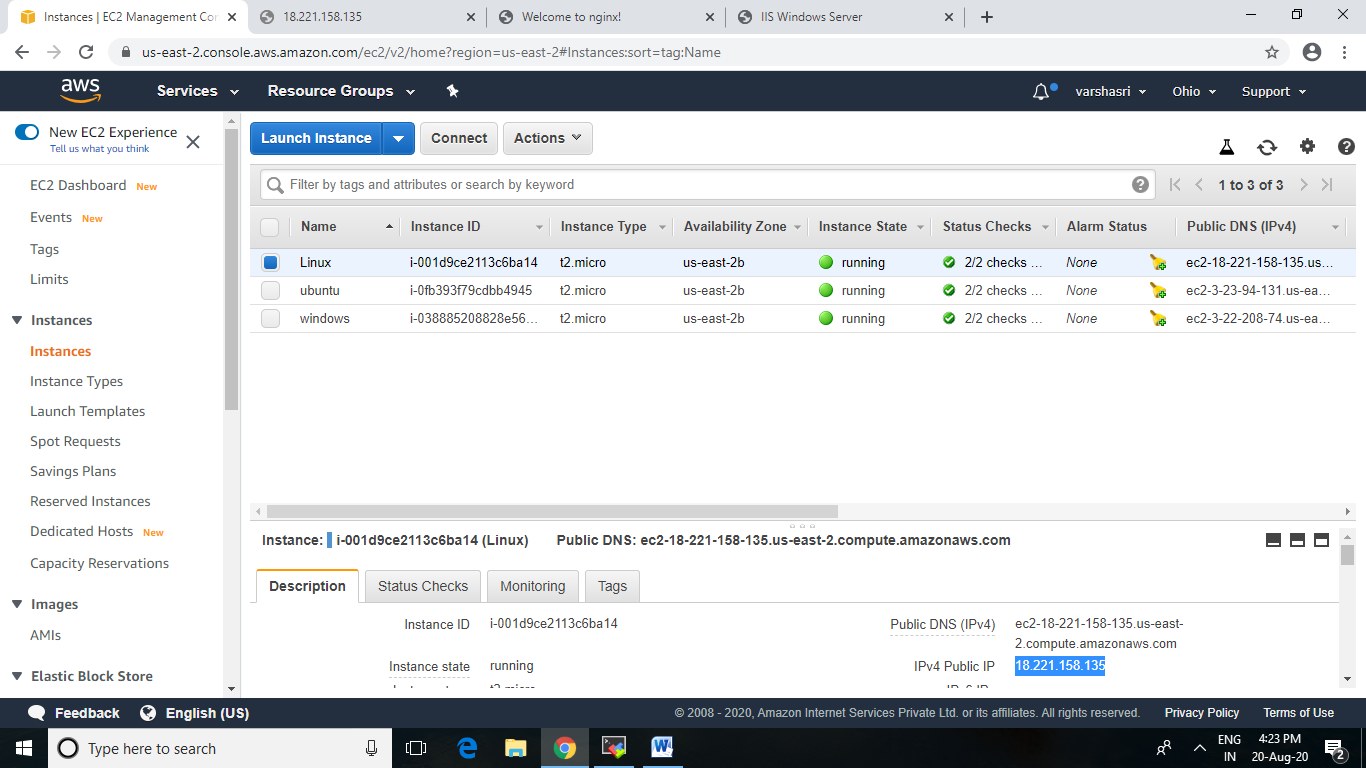 Instances | EC2 Management Con
18.221.158.135
Welcome to nginx!
IIS Windows Server
us-east-2.console.aws.amazon.com/ec2/v2/home?region=us-east-2#Instances:sort=tag:Name
aws
Services
Resource Groups
varshasri
Ohio
Support
New EC2 Experience
Tell us what you think
EC2 Dashboard New
Events New
Tags
Limits
Instances
Instances
Instance Types
Launch Templates
Spot Requests
Savings Plans
Reserved Instances
Dedicated Hosts New
Capacity Reservations
Images
AMIs
Elastic Block Store
Launch Instance
Connect
Actions
Filter by tags and attributes or search by keyword
1 to 3 of 3
Name Instance ID Instance Type Availability Zone Instance State Status Checks Alarm Status Public DNS (IPv4)
Linux i-001d9ce2113c6ba14 t2.micro us-east-2b running 2/2 checks ... None ec2-18-221-158-135.us...
ubuntu i-0fb393f79cdbb4945 t2.micro us-east-2b running 2/2 checks ... None ec2-3-23-94-131.us-ea...
windows i-038885208828e56... t2.micro us-east-2b running 2/2 checks ... None ec2-3-22-208-74.us-ea...
Instance: i-001d9ce2113c6ba14 (Linux) Public DNS: ec2-18-221-158-135.us-east-2.compute.amazonaws.com
Description
Status Checks
Monitoring
Tags
Instance ID i-001d9ce2113c6ba14
Public DNS (IPv4) ec2-18-221-158-135.us-east-
2.compute.amazonaws.com
Instance state running
IPv4 Public IP 18.221.158.135
Feedback
English (US)
© 2008 - 2020, Amazon Internet Services Private Ltd. or its affiliates. All rights reserved.
Privacy Policy
Terms of Use
Type here to search
ENG
IN
4:23 PM
20-Aug-20
2